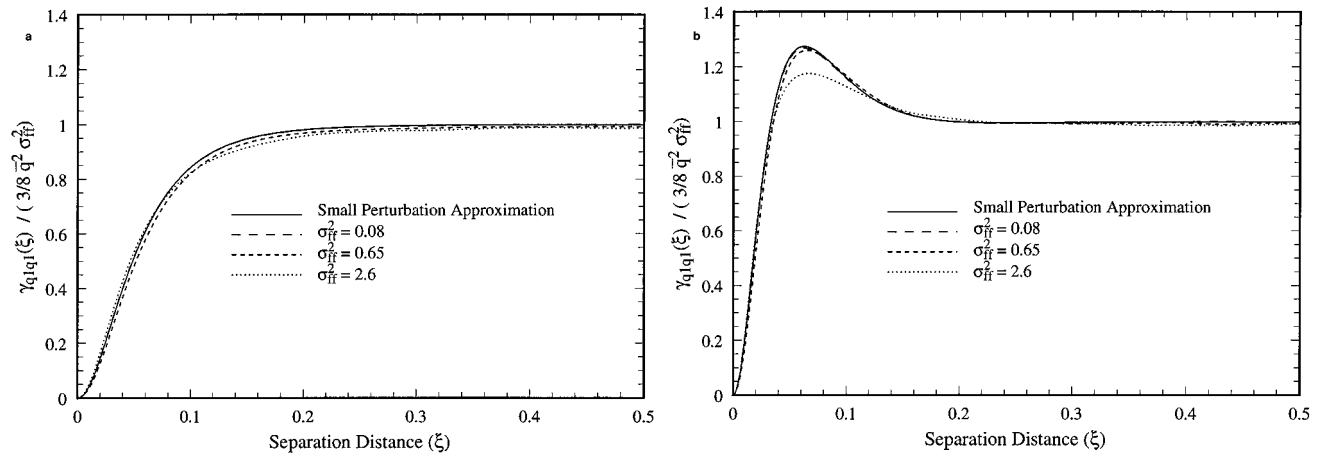 a
γq1q1(ξ) / ( 3/8 q̄² σ²ff)
1.4
1.2
1
0.8
0.6
0.4
0.2
0
Small Perturbation Approximation
σ²ff = 0.08
σ²ff = 0.65
σ²ff = 2.6
0 0.1 0.2 0.3 0.4 0.5
Separation Distance (ξ)
b
γq1q1(ξ) / ( 3/8 q̄² σ²ff)
1.4
1.2
1
0.8
0.6
0.4
0.2
0
Small Perturbation Approximation
σ²ff = 0.08
σ²ff = 0.65
σ²ff = 2.6
0 0.1 0.2 0.3 0.4 0.5
Separation Distance (ξ)